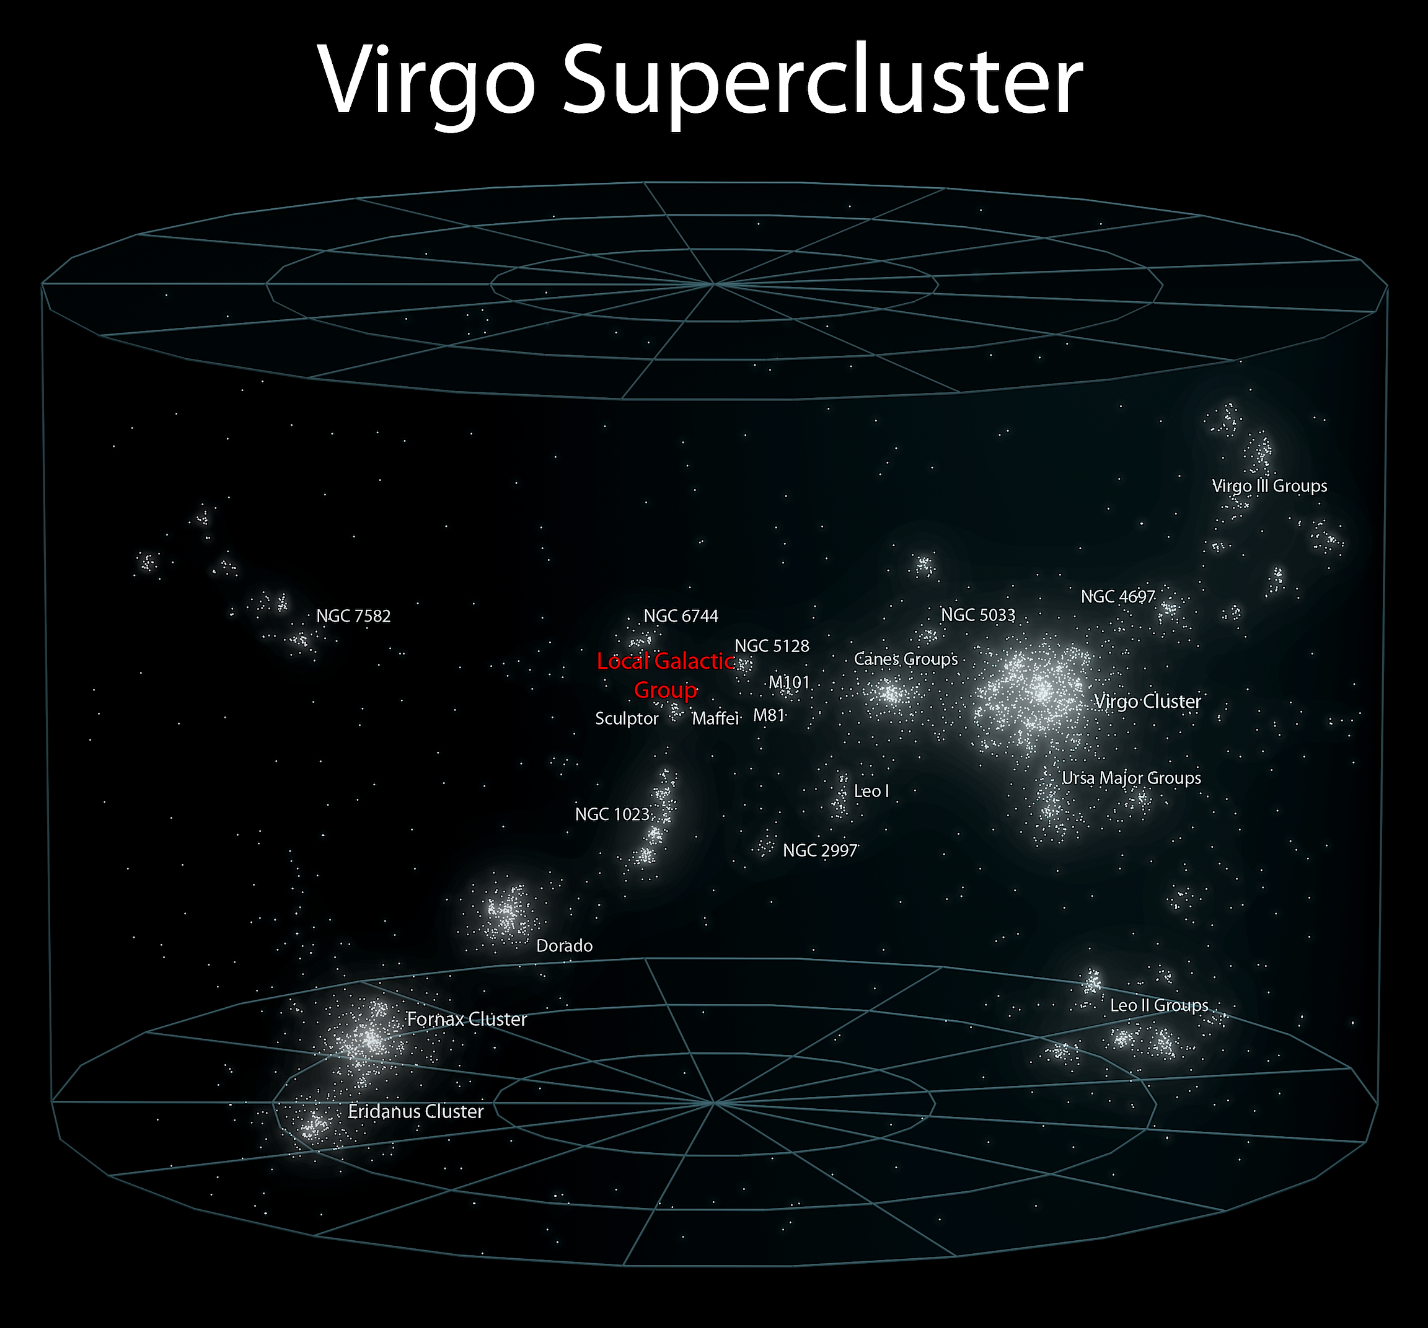 Virgo Supercluster
Virgo III Groups
NGC 4697
NGC 7582
NGC 6744
NGC 5033
NGC 5128
Canes Groups
Local Galactic
Group
M101
Virgo Cluster
Sculptor
Maffei
M81
Ursa Major Groups
Leo I
NGC 1023
NGC 2997
Dorado
Leo II Groups
Fornax Cluster
Eridanus Cluster